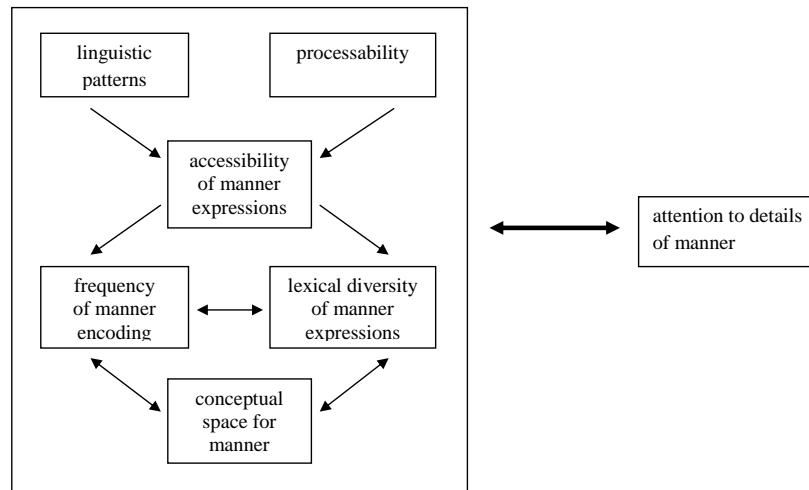 linguistic
patterns
processability
accessibility
of manner
expressions
attention to details
of manner
frequency
of manner
encoding
lexical diversity
of manner
expressions
conceptual
space for
manner